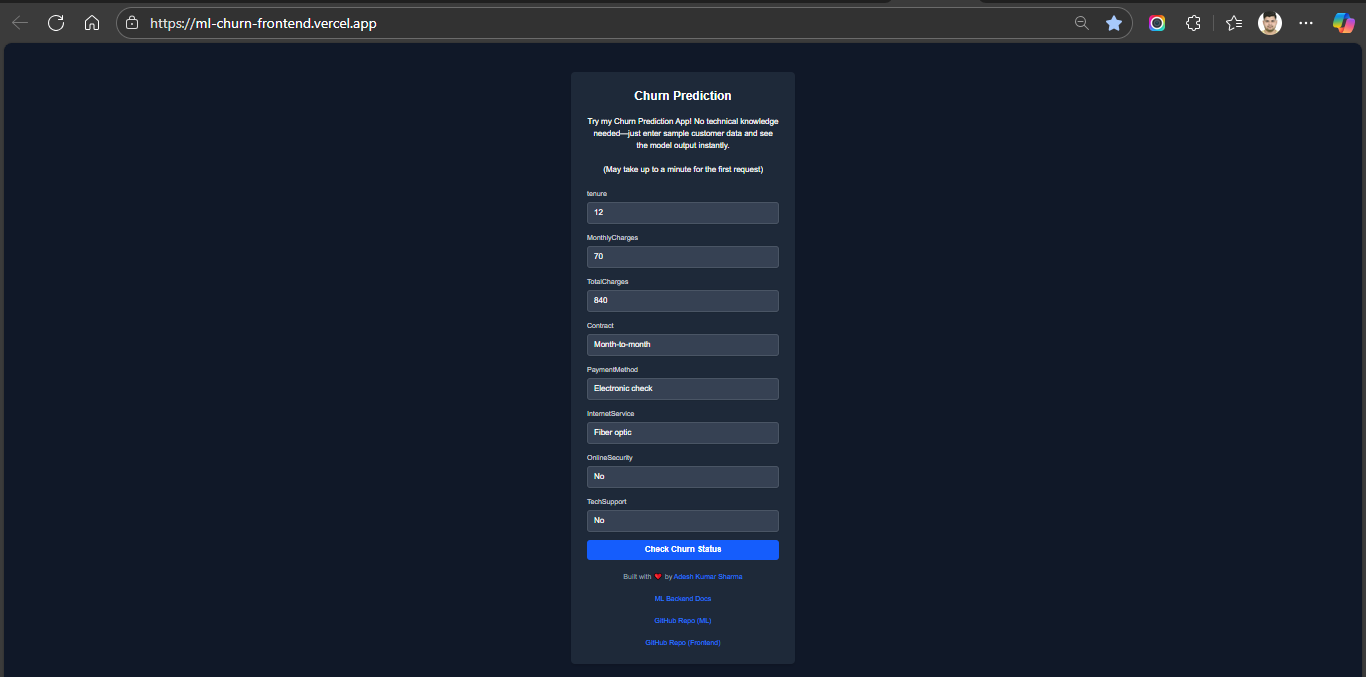 https://ml-churn-frontend.vercel.app
Churn Prediction
Try my Churn Prediction App! No technical knowledge
needed—just enter sample customer data and see
the model output instantly.
(May take up to a minute for the first request)
tenure
12
MonthlyCharges
70
TotalCharges
840
Contract
Month-to-month
PaymentMethod
Electronic check
InternetService
Fiber optic
OnlineSecurity
No
TechSupport
No
Check Churn Status
Built with ❤️ by Adesh Kumar Sharma
ML Backend Docs
GitHub Repo (ML)
GitHub Repo (Frontend)